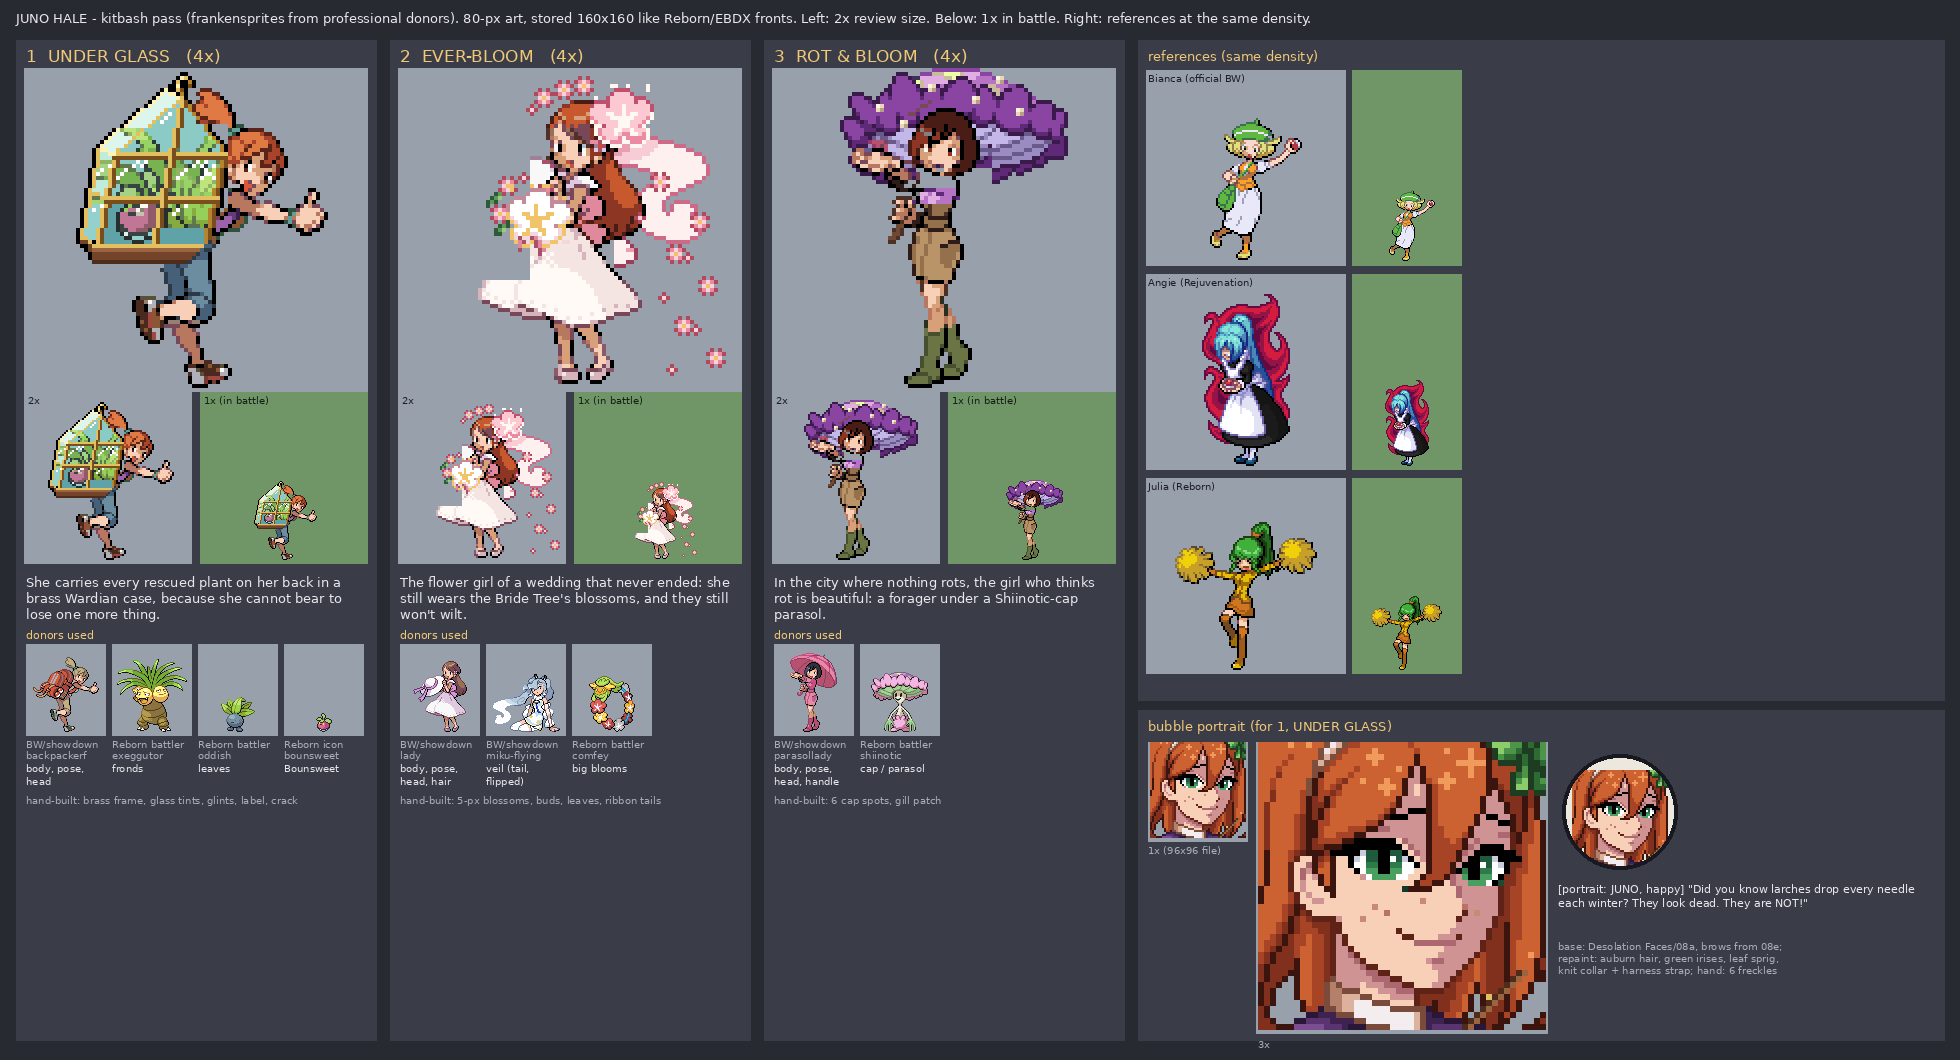 JUNO HALE - kitbash pass (frankensprites from professional donors). 80-px art, stored 160x160 like Reborn/EBDX fronts. Left: 2x review size. Below: 1x in battle. Right: references at the same density.
1 UNDER GLASS (4x)
2x
1x (in battle)
She carries every rescued plant on her back in a
brass Wardian case, because she cannot bear to
lose one more thing.
donors used
BW/showdown
backpackerf
body, pose,
head
Reborn battler
exeggutor
fronds
Reborn battler
oddish
leaves
Reborn icon
bounsweet
Bounsweet
hand-built: brass frame, glass tints, glints, label, crack
2 EVER-BLOOM (4x)
2x
1x (in battle)
The flower girl of a wedding that never ended: she
still wears the Bride Tree's blossoms, and they still
won't wilt.
donors used
BW/showdown
lady
body, pose,
head, hair
BW/showdown
miku-flying
veil (tail,
flipped)
Reborn battler
comfey
big blooms
hand-built: 5-px blossoms, buds, leaves, ribbon tails
3 ROT & BLOOM (4x)
2x
1x (in battle)
In the city where nothing rots, the girl who thinks
rot is beautiful: a forager under a Shiinotic-cap
parasol.
donors used
BW/showdown
parasollady
body, pose,
head, handle
Reborn battler
shiinotic
cap / parasol
hand-built: 6 cap spots, gill patch
references (same density)
Bianca (official BW)
Angie (Rejuvenation)
Julia (Reborn)
bubble portrait (for 1, UNDER GLASS)
1x (96x96 file)
3x
[portrait: JUNO, happy] "Did you know larches drop every needle
each winter? They look dead. They are NOT!"
base: Desolation Faces/08a, brows from 08e;
repaint: auburn hair, green irises, leaf sprig,
knit collar + harness strap; hand: 6 freckles